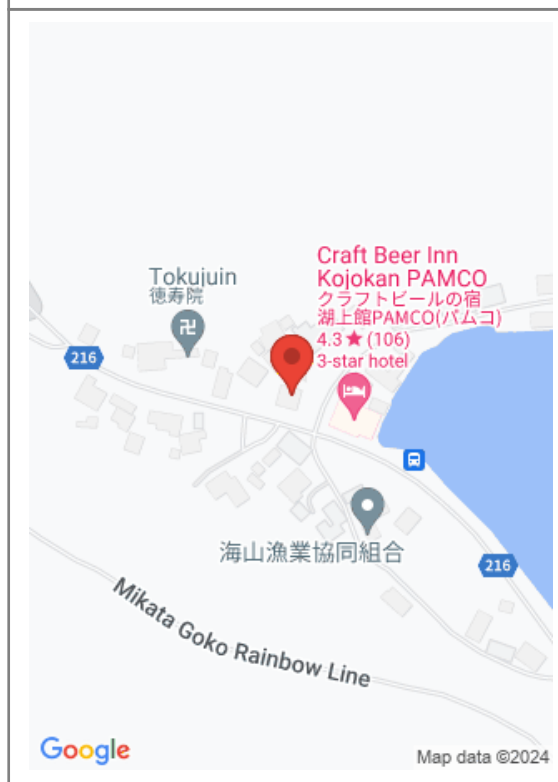 Craft Beer Inn
Kojokan PAMCO
クラフトビールの宿
湖上館PAMCO(パムコ)
4.3★(106)
3-star hotel
Tokujuin
徳寿院
卍
216
海山漁業協同組合
216
Mikata Goko Rainbow Line
Google
Map data ©2024